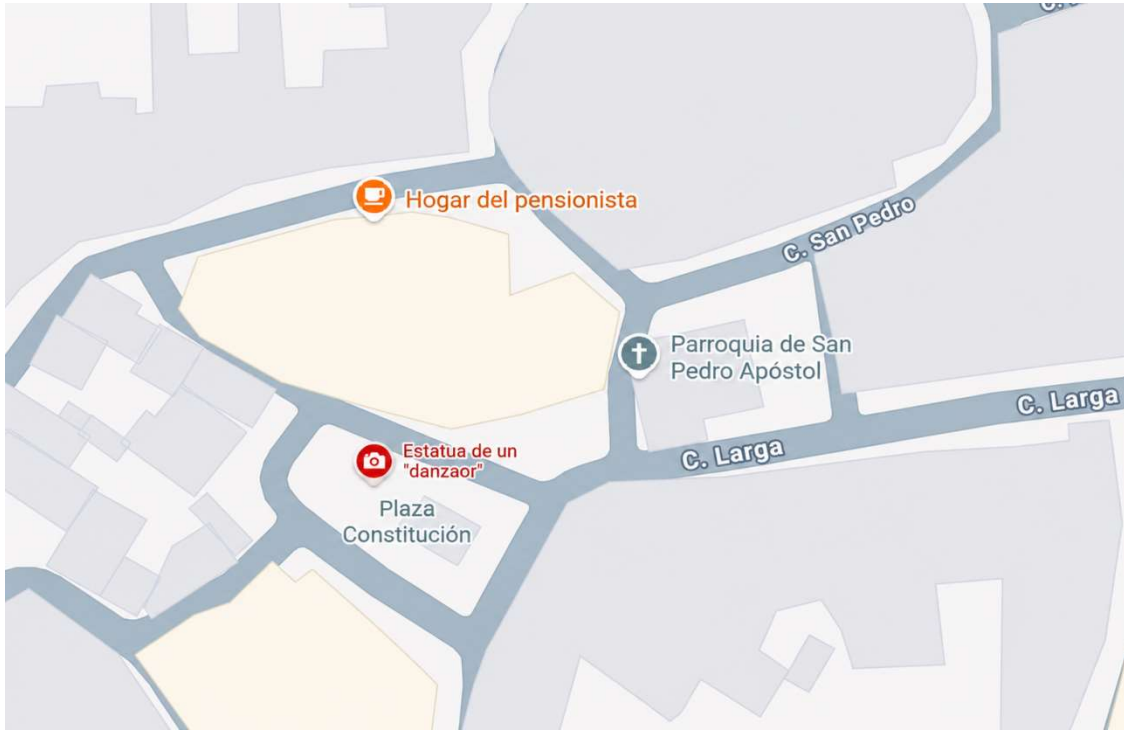 Hogar del pensionista
C. San Pedro
Parroquia de San
Pedro Apóstol
C. Larga
C. Larga
Estatua de un
"danzaor"
Plaza
Constitución